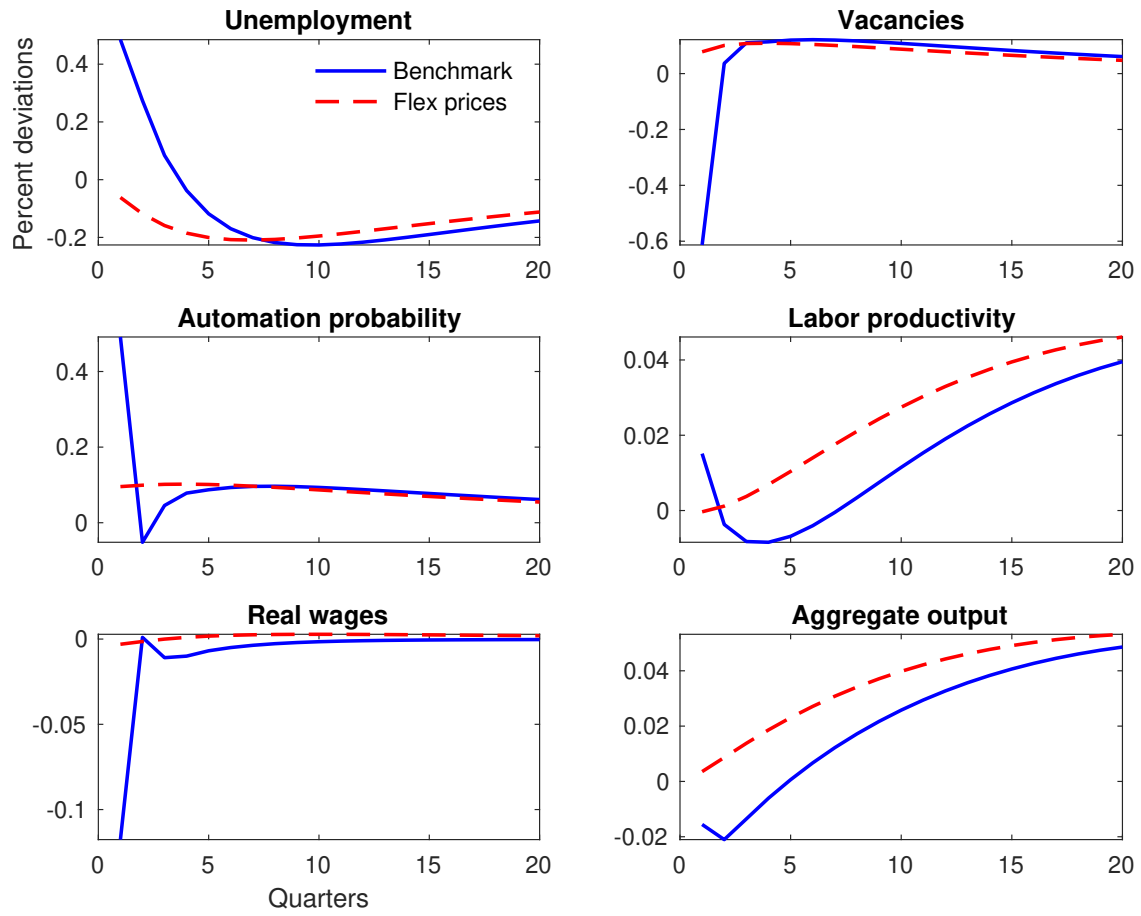 Unemployment
Percent deviations
0.4
0.2
0
-0.2
Benchmark
Flex prices
0 5 10 15 20
Vacancies
0
-0.2
-0.4
-0.6
0 5 10 15 20
Automation probability
0.4
0.2
0
0 5 10 15 20
Labor productivity
0.04
0.02
0
0 5 10 15 20
Real wages
0
-0.05
-0.1
0 5 10 15 20
Quarters
Aggregate output
0.04
0.02
0
-0.02
0 5 10 15 20